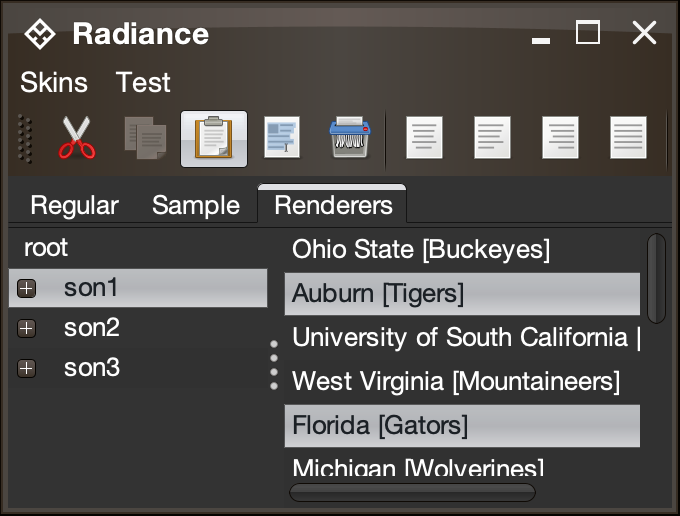 Radiance
Skins Test
Regular Sample Renderers
root
son1
son2
son3
Ohio State [Buckeyes]
Auburn [Tigers]
University of South California [
West Virginia [Mountaineers]
Florida [Gators]
Michigan [Wolverines]